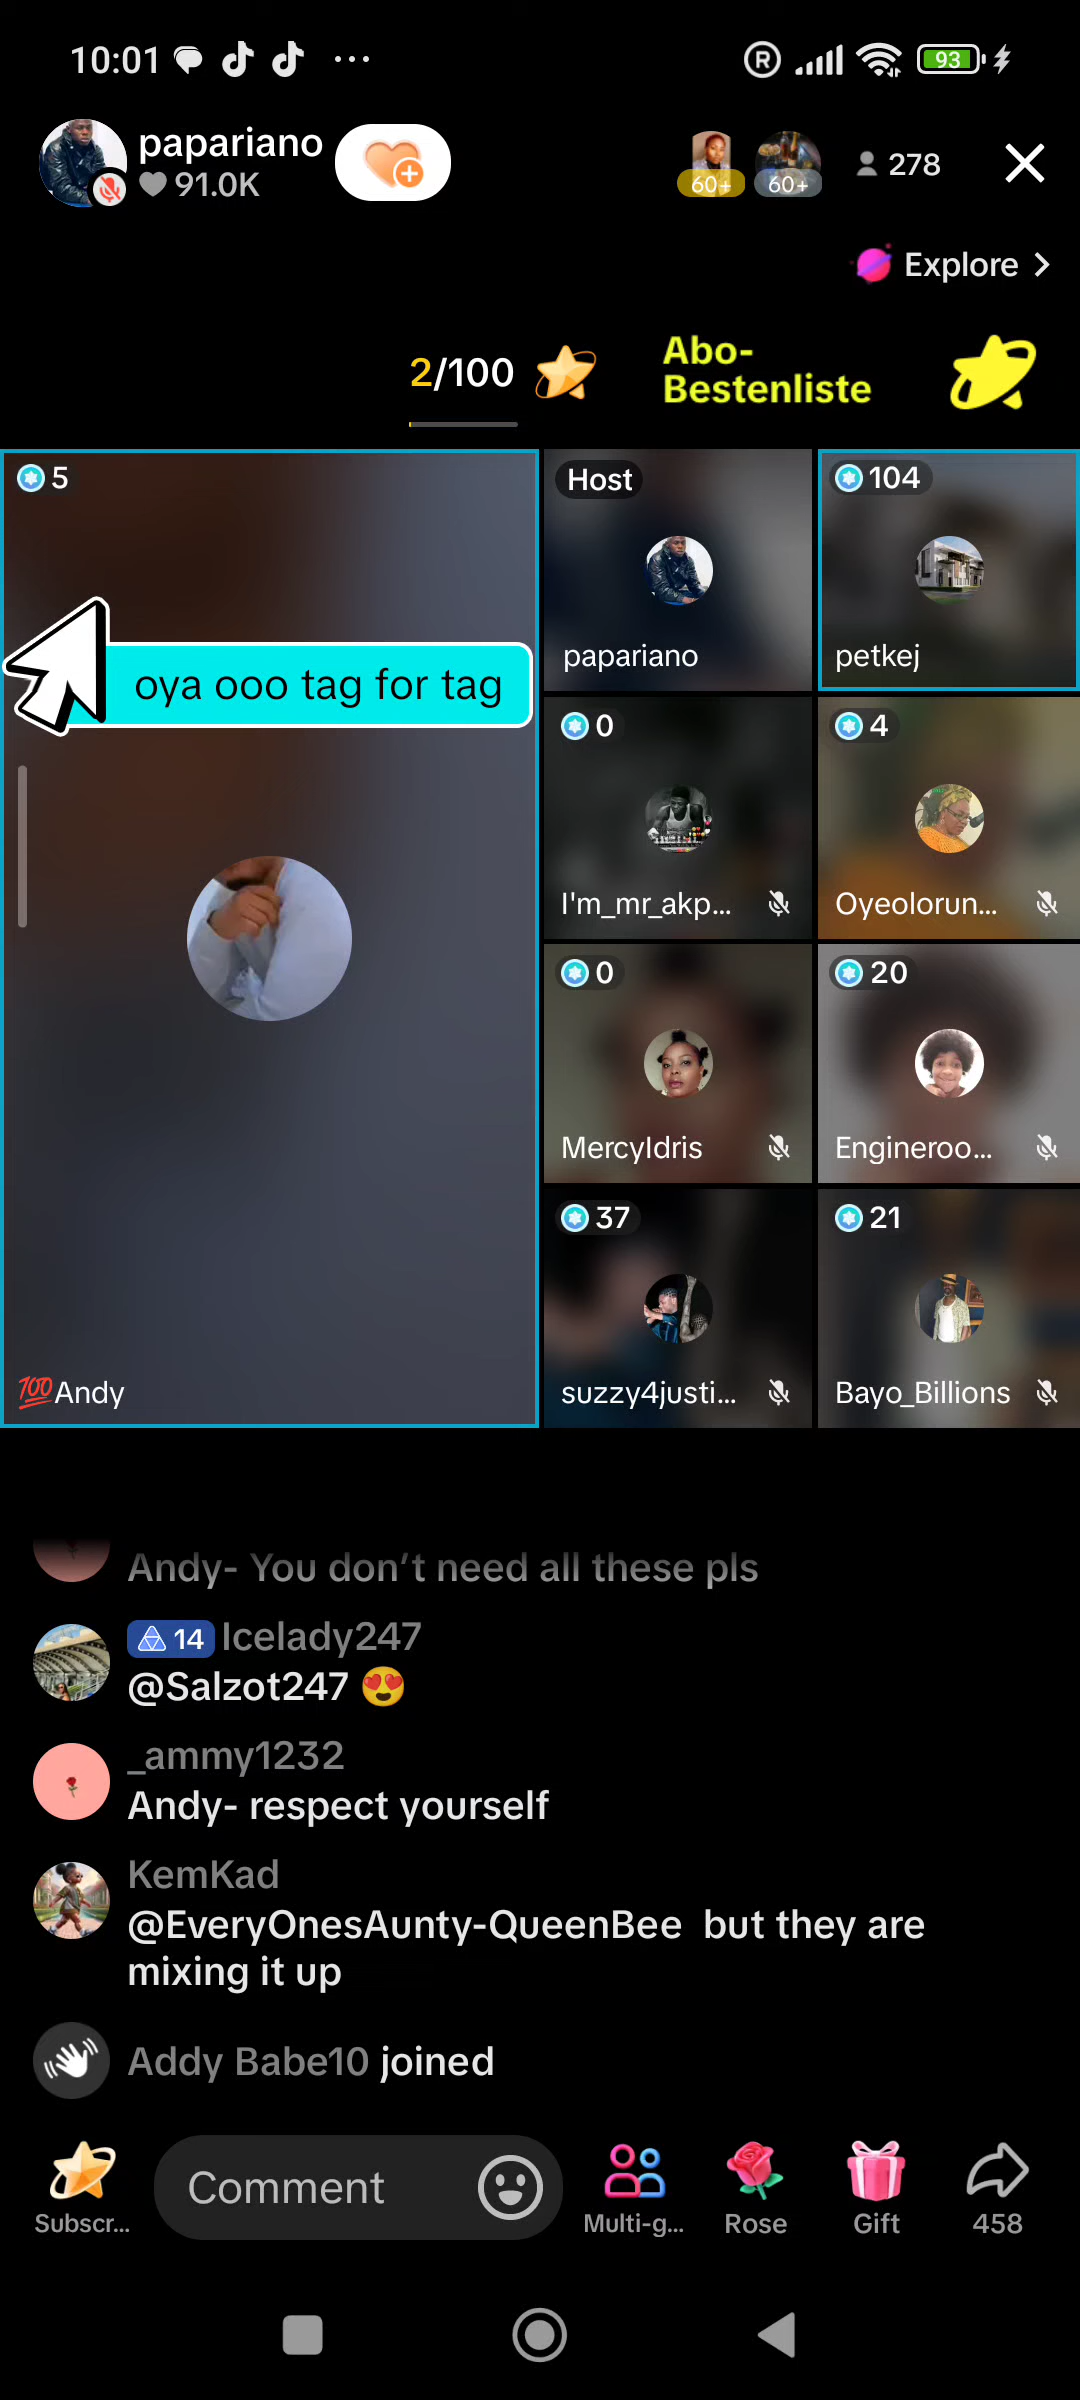 10:01
93
papariano
91.0K
60+
60+
278
Explore
2/100
Abo-
Bestenliste
5
oya ooo tag for tag
💯Andy
Host
papariano
104
petkej
0
I'm_mr_akp...
4
Oyeolorun...
0
MercyIdris
20
Engineroo...
37
suzzy4justi...
21
Bayo_Billions
Andy- You don't need all these pls
14 Icelady247
@Salzot247 😍
_ammy1232
Andy- respect yourself
KemKad
@EveryOnesAunty-QueenBee but they are
mixing it up
Addy Babe10 joined
Subscr...
Comment
Multi-g...
Rose
Gift
458